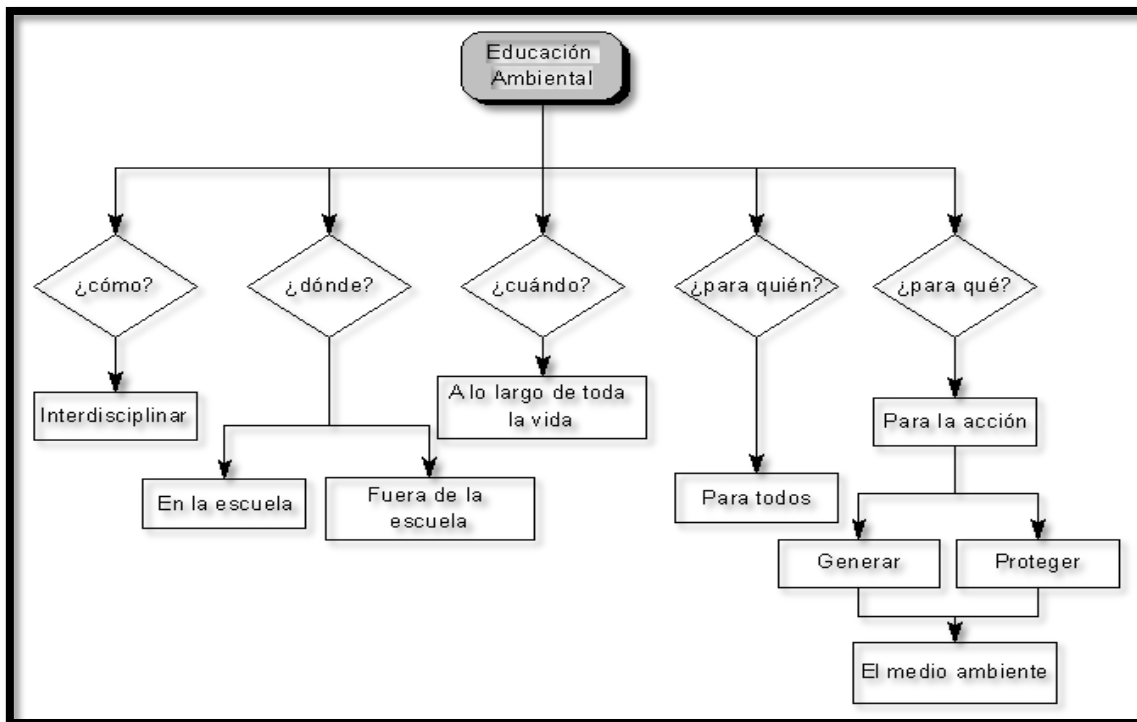 Educación
Ambiental
¿cómo?
¿dónde?
¿cuándo?
¿para quién?
¿para qué?
Interdisciplinar
En la escuela
Fuera de la
escuela
A lo largo de toda
la vida
Para todos
Para la acción
Generar
Proteger
El medio ambiente